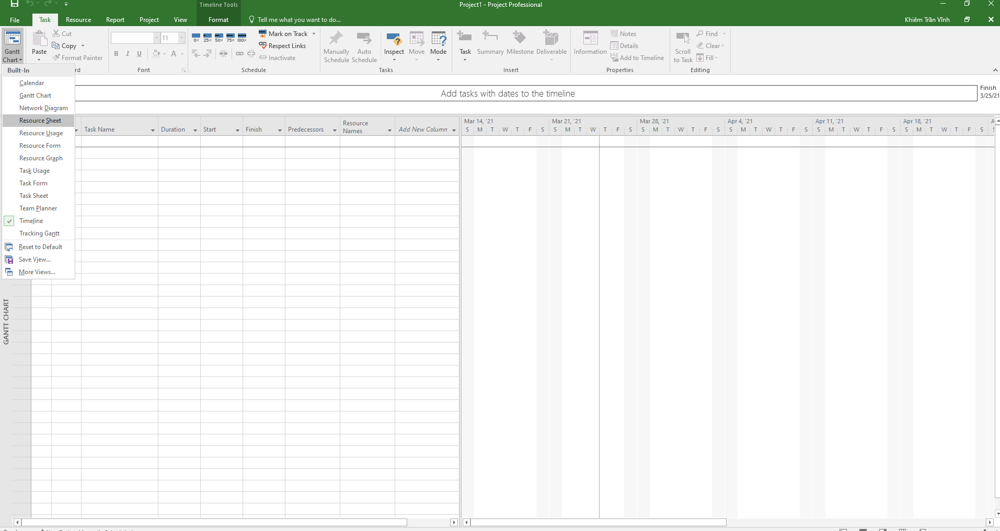 Timeline Tools
Project1 - Project Professional
File Task Resource Report Project View Format Tell me what you want to do... Khiêm Trần Vĩnh
Gantt Chart
Paste
Cut
Copy
Format Painter
rd
11
B I U A
Font
0% 25% 50% 75% 100%
Mark on Track
Respect Links
Inactivate
Schedule
Manually Schedule
Auto Schedule
Inspect
Move
Mode
Tasks
Task
Summary
Milestone
Deliverable
Insert
Information
Notes
Details
Add to Timeline
Properties
Scroll to Task
Find
Clear
Fill
Editing
Built-In
Calendar
Gantt Chart
Network Diagram
Resource Sheet
Resource Usage
Resource Form
Resource Graph
Task Usage
Task Form
Task Sheet
Team Planner
Timeline
Tracking Gantt
Reset to Default
Save View...
More Views...
Add tasks with dates to the timeline
Finish
3/25/21
Task Name Duration Start Finish Predecessors Resource Names Add New Column
Mar 14, '21 Mar 21, '21 Mar 28, '21 Apr 4, '21 Apr 11, '21 Apr 18, '21 A
S M T W T F S S M T W T F S S M T W T F S S M T W T F S S M T W T F S S M T W T F S S
GANTT CHART